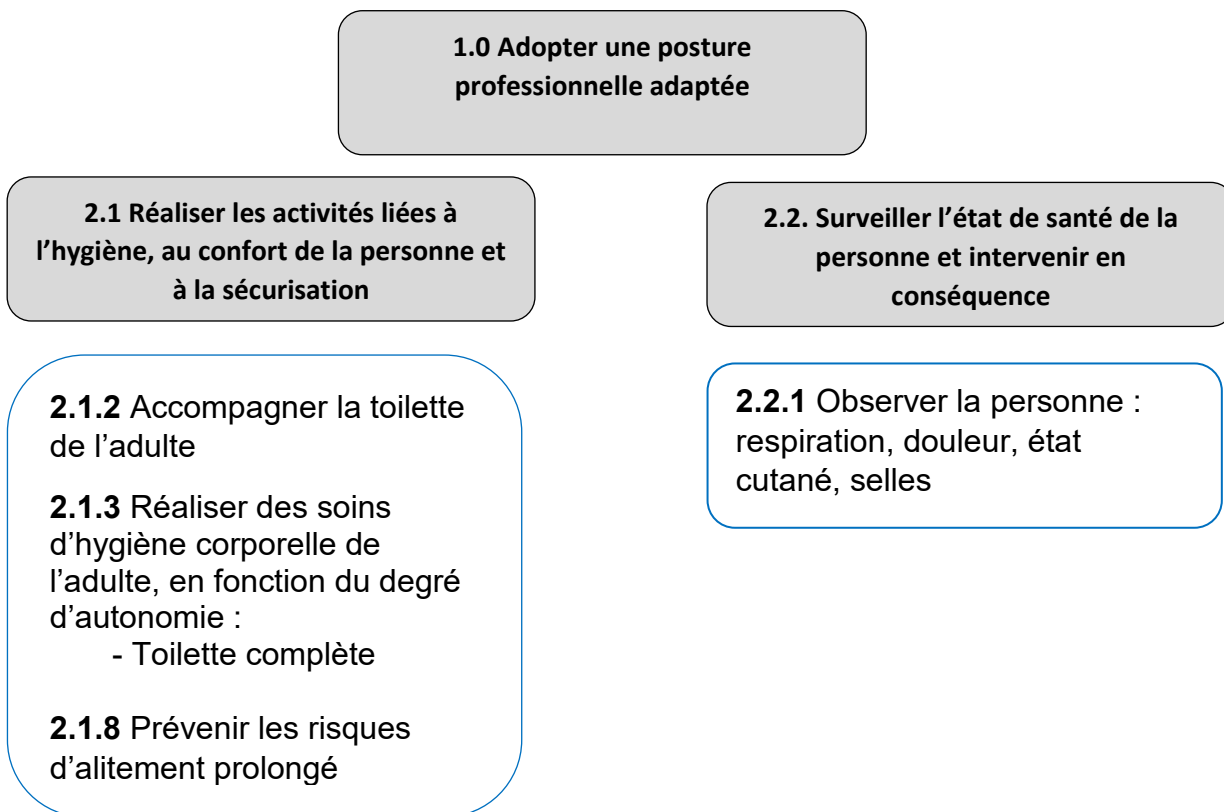 1.0 Adopter une posture
professionnelle adaptée
2.1 Réaliser les activités liées à
l’hygiène, au confort de la personne et
à la sécurisation
2.2. Surveiller l’état de santé de la
personne et intervenir en
conséquence
2.1.2 Accompagner la toilette
de l’adulte
2.1.3 Réaliser des soins
d’hygiène corporelle de
l’adulte, en fonction du degré
d’autonomie :
- Toilette complète
2.1.8 Prévenir les risques
d’alitement prolongé
2.2.1 Observer la personne :
respiration, douleur, état
cutané, selles